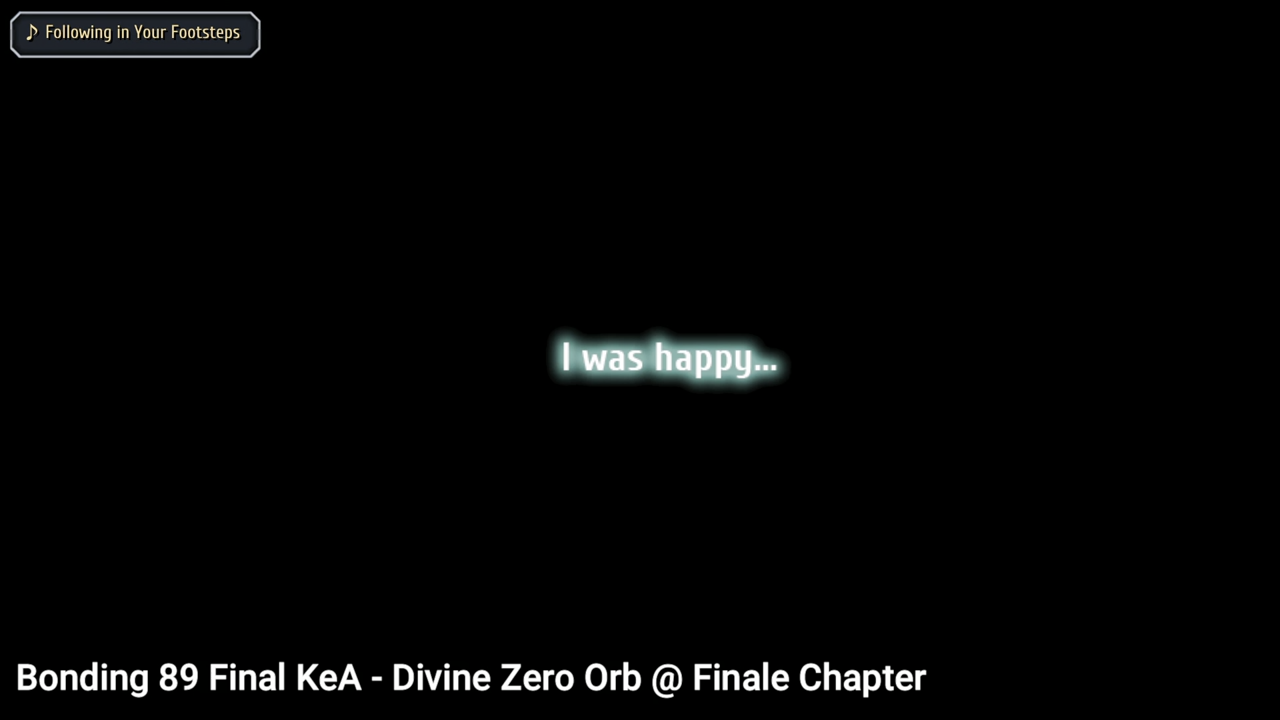 ♪ Following in Your Footsteps
I was happy...
Bonding 89 Final KeA - Divine Zero Orb @ Finale Chapter